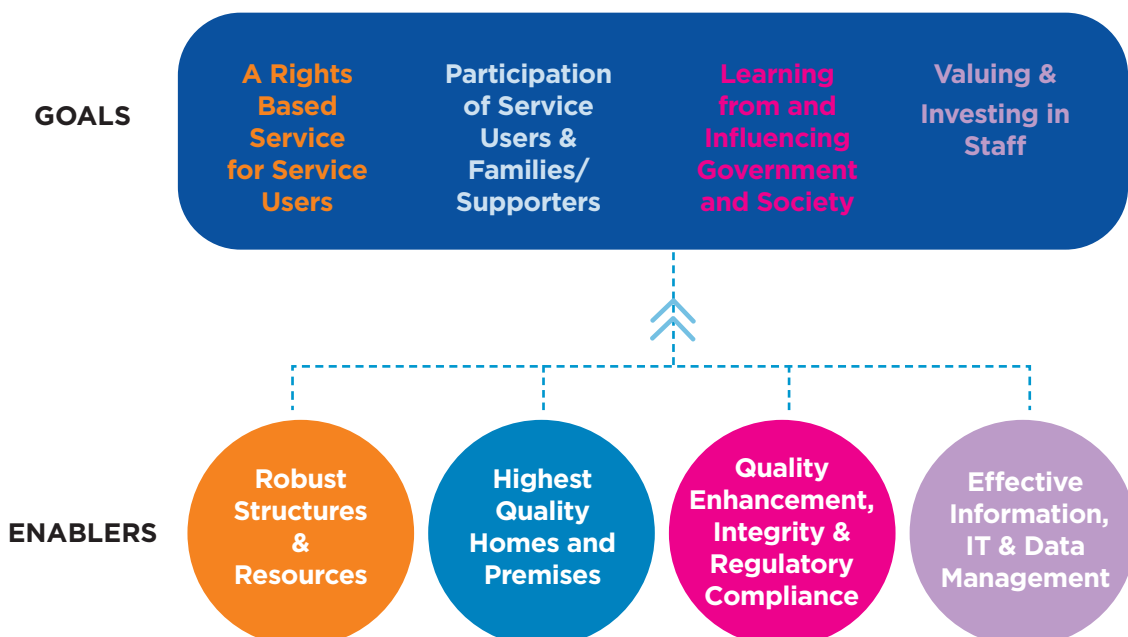 GOALS
A Rights
Based
Service
for Service
Users
Participation
of Service
Users &
Families/
Supporters
Learning
from and
Influencing
Government
and Society
Valuing &
Investing in
Staff
ENABLERS
Robust
Structures
&
Resources
Highest
Quality
Homes and
Premises
Quality
Enhancement,
Integrity &
Regulatory
Compliance
Effective
Information,
IT & Data
Management